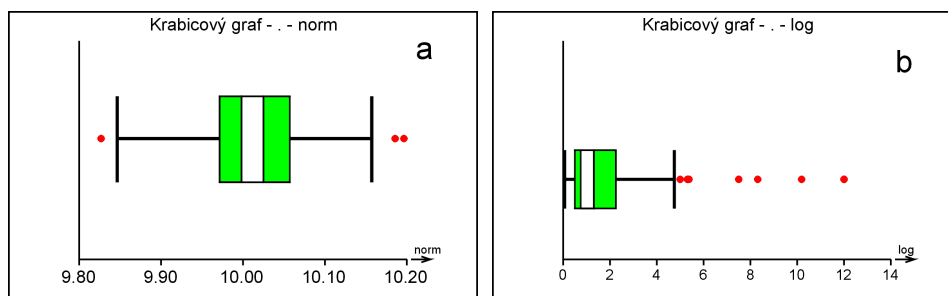 Krabicový graf - . - norm
a
norm
9.80 9.90 10.00 10.10 10.20
Krabicový graf - . - log
b
log
0 2 4 6 8 10 12 14